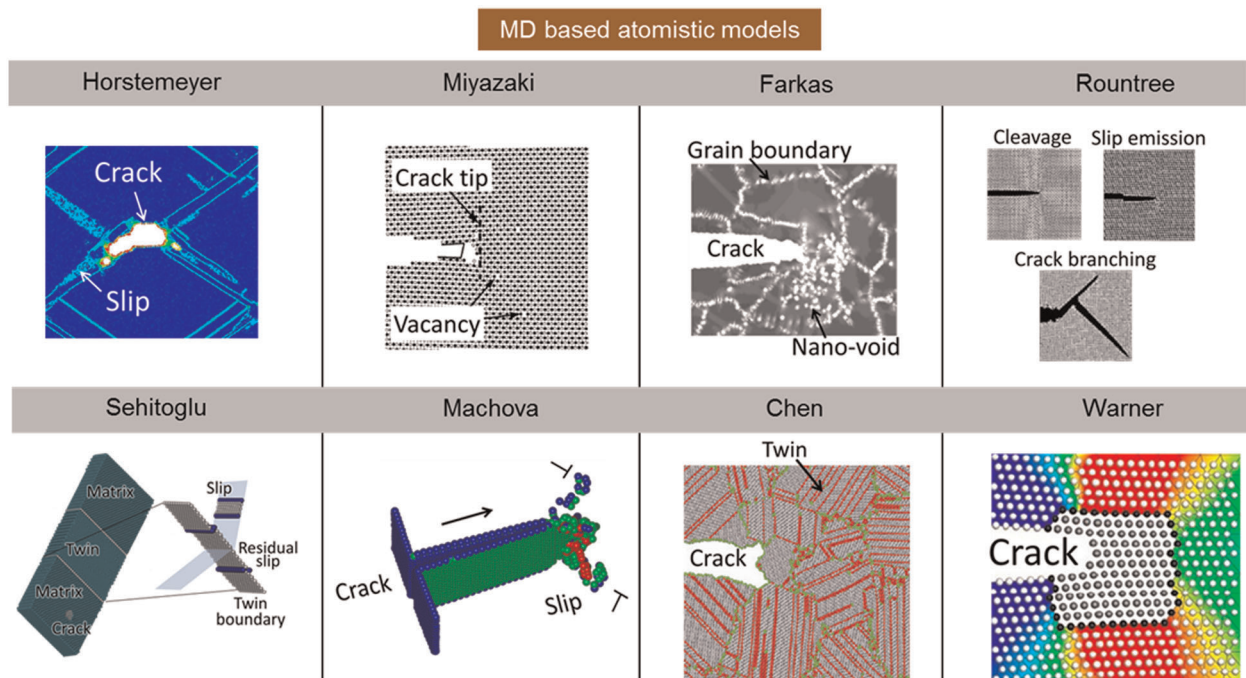 MD based atomistic models
Horstemeyer
Miyazaki
Farkas
Rountree
Crack
Slip
Crack tip
Vacancy
Grain boundary
Crack
Nano-void
Cleavage
Slip emission
Crack branching
Sehitoglu
Machova
Chen
Warner
Matrix
Twin
Matrix
Crack
Slip
Residual
slip
Twin
boundary
Crack
Slip
Twin
Crack
Crack